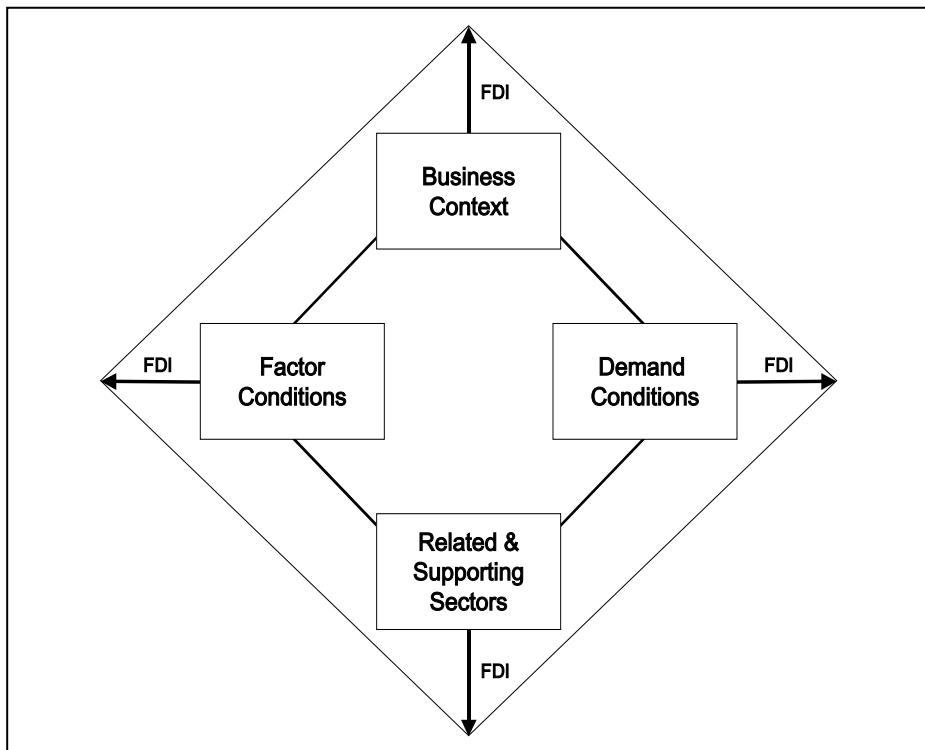 FDI
Business
Context
FDI
Factor
Conditions
Demand
Conditions
FDI
Related &
Supporting
Sectors
FDI